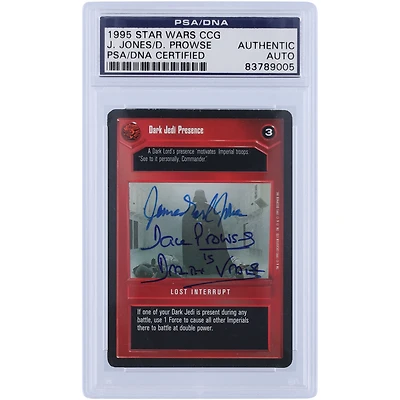 PSA/DNA
1995 STAR WARS CCG
J. JONES/D. PROWSE
PSA/DNA CERTIFIED
AUTHENTIC
AUTO
83789005
Dark Jedi Presence
3
A Dark Lord's presence 'motivates' Imperial troops.
"See to it personally, Commander."
James Earl Jones
Dave Prowse
is
Darth Vader
LOST INTERRUPT
If one of your Dark Jedi is present during any
battle, use 1 Force to cause all other Imperials
there to battle at double power.